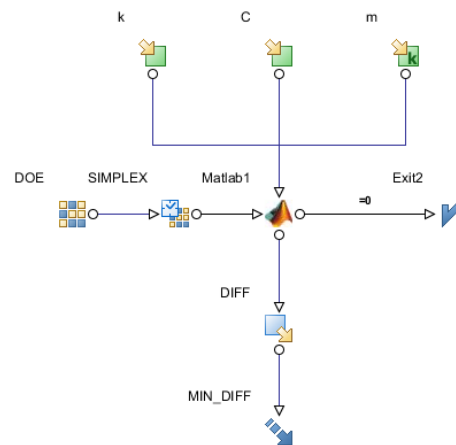 k C m
k
DOE SIMPLEX Matlab1 Exit2
=0
DIFF
MIN_DIFF